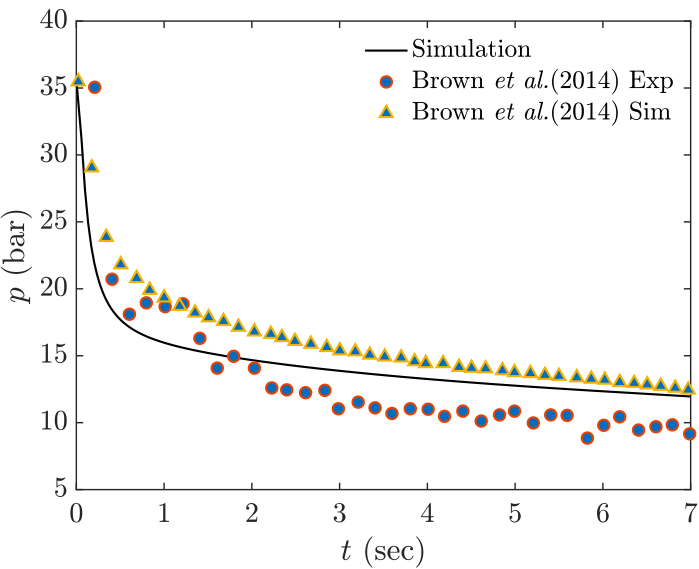 40
35
30
25
20
15
10
5
p (bar)
0 1 2 3 4 5 6 7
t (sec)
Simulation
Brown et al.(2014) Exp
Brown et al.(2014) Sim